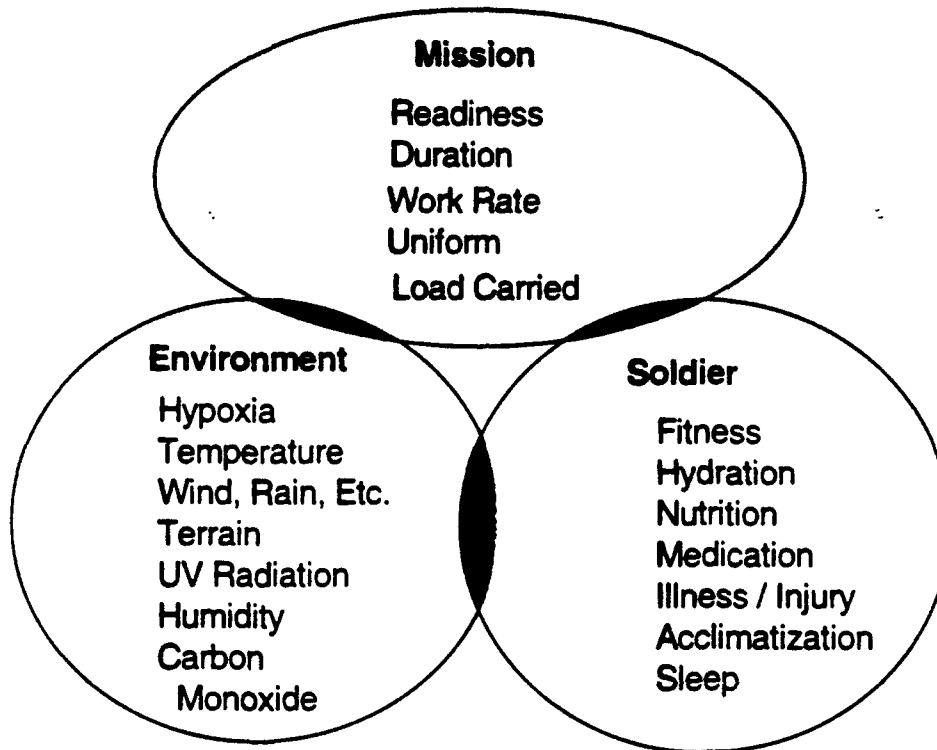 Mission
Readiness
Duration
Work Rate
Uniform
Load Carried
Environment
Hypoxia
Temperature
Wind, Rain, Etc.
Terrain
UV Radiation
Humidity
Carbon
Monoxide
Soldier
Fitness
Hydration
Nutrition
Medication
Illness / Injury
Acclimatization
Sleep